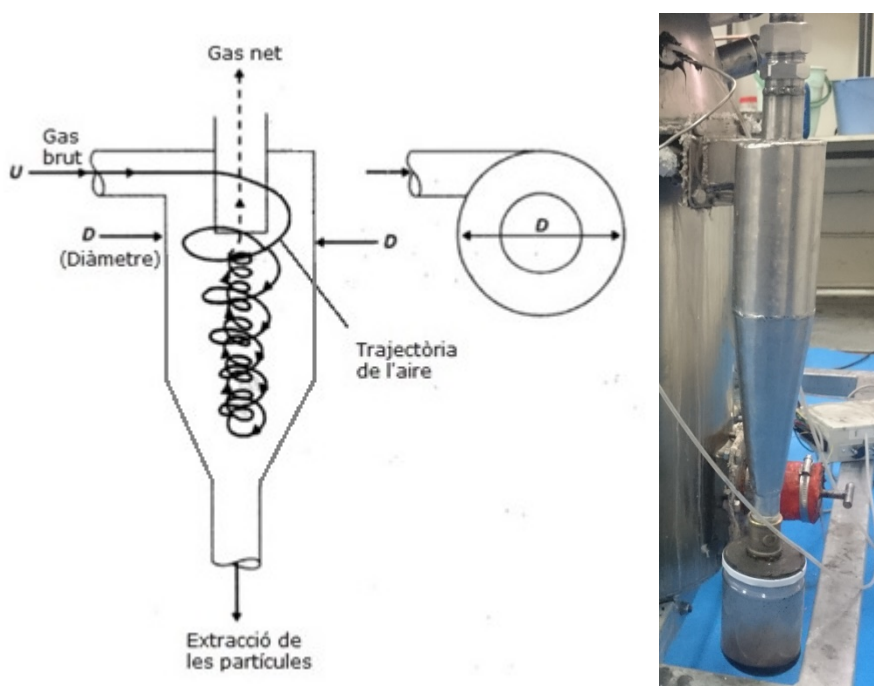 Gas net
Gas
brut
U
D
(Diàmetre)
D
D
Trajectòria
de l'aire
Extracció de
les partícules